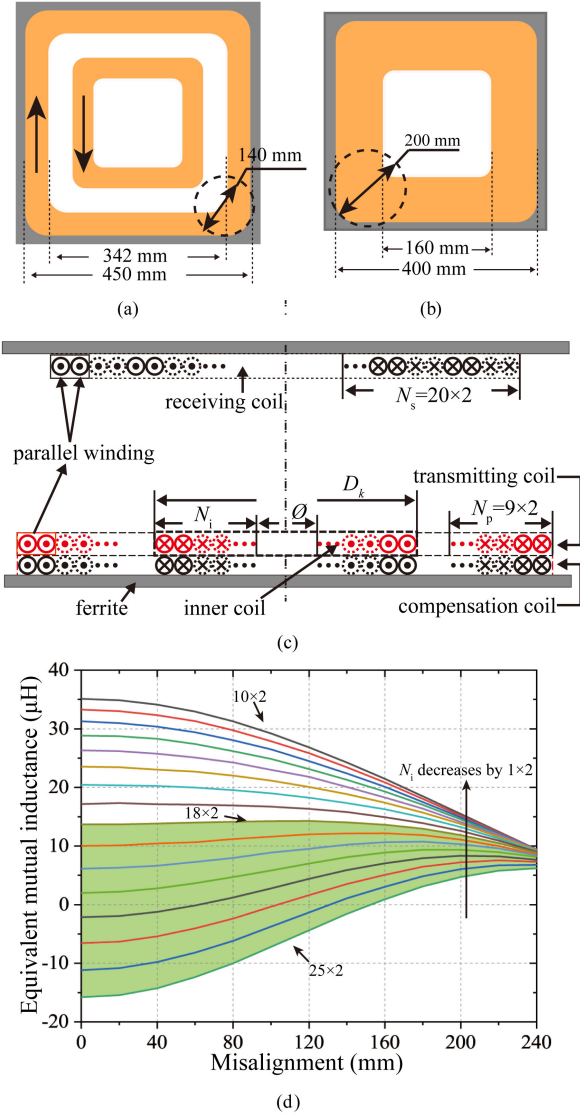 140 mm
342 mm
450 mm
(a)
200 mm
160 mm
400 mm
(b)
receiving coil
Ns=20×2
parallel winding
transmitting coil
Dk
Ni
Ø
Np=9×2
ferrite
inner coil
compensation coil
(c)
Equivalent mutual inductance (μH)
40
30
20
10
0
-10
-20
10×2
Ni decreases by 1×2
18×2
25×2
0 40 80 120 160 200 240
Misalignment (mm)
(d)